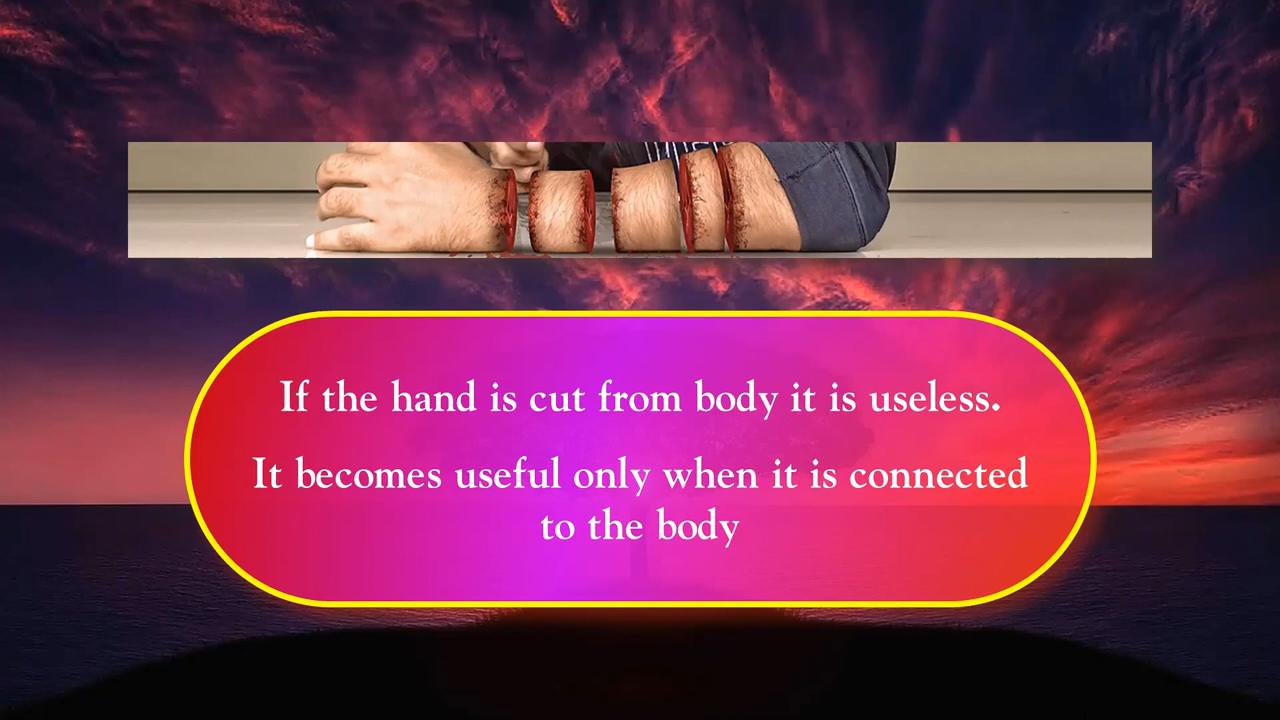 If the hand is cut from body it is useless.
It becomes useful only when it is connected
to the body